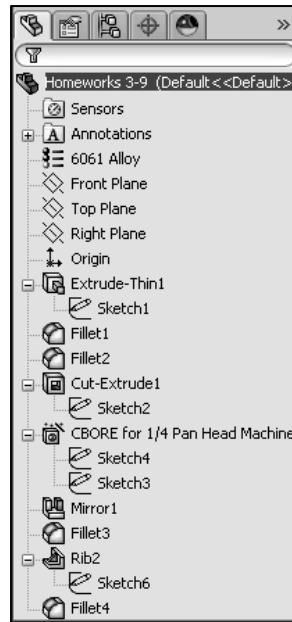 »
Homeworks 3-9 (Default<<Default>
Sensors
A Annotations
6061 Alloy
Front Plane
Top Plane
Right Plane
Origin
Extrude-Thin1
Sketch1
Fillet1
Fillet2
Cut-Extrude1
Sketch2
CBORE for 1/4 Pan Head Machine
Sketch4
Sketch3
Mirror1
Fillet3
Rib2
Sketch6
Fillet4